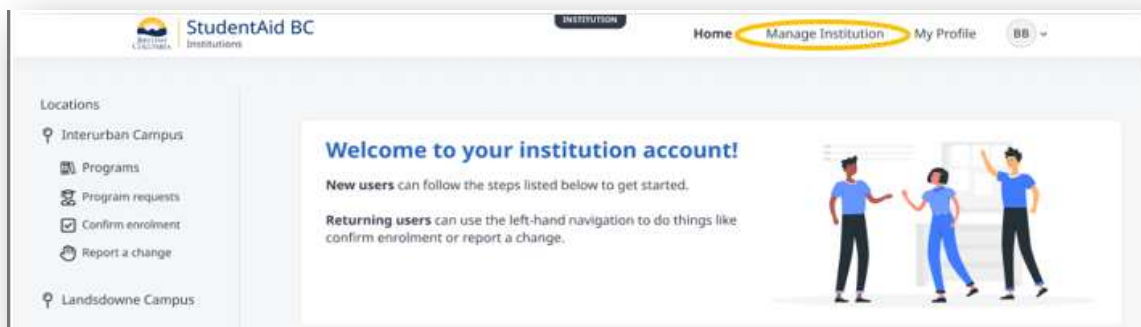 StudentAid BC
BRITISH
COLUMBIA
Institutions
INSTITUTION
Home Manage Institution My Profile BB
Locations
Interurban Campus
Programs
Program requests
Confirm enrolment
Report a change
Landsdowne Campus
Welcome to your institution account!
New users can follow the steps listed below to get started.
Returning users can use the left-hand navigation to do things like
confirm enrolment or report a change.